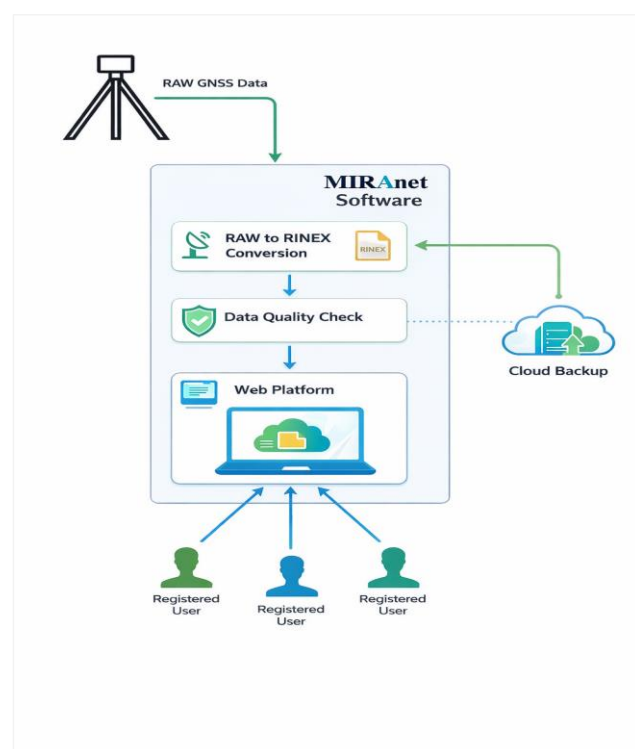 RAW GNSS Data
MIRAnet
Software
RAW to RINEX
Conversion
RINEX
Data Quality Check
Cloud Backup
Web Platform
Registered
User
Registered
User
Registered
User